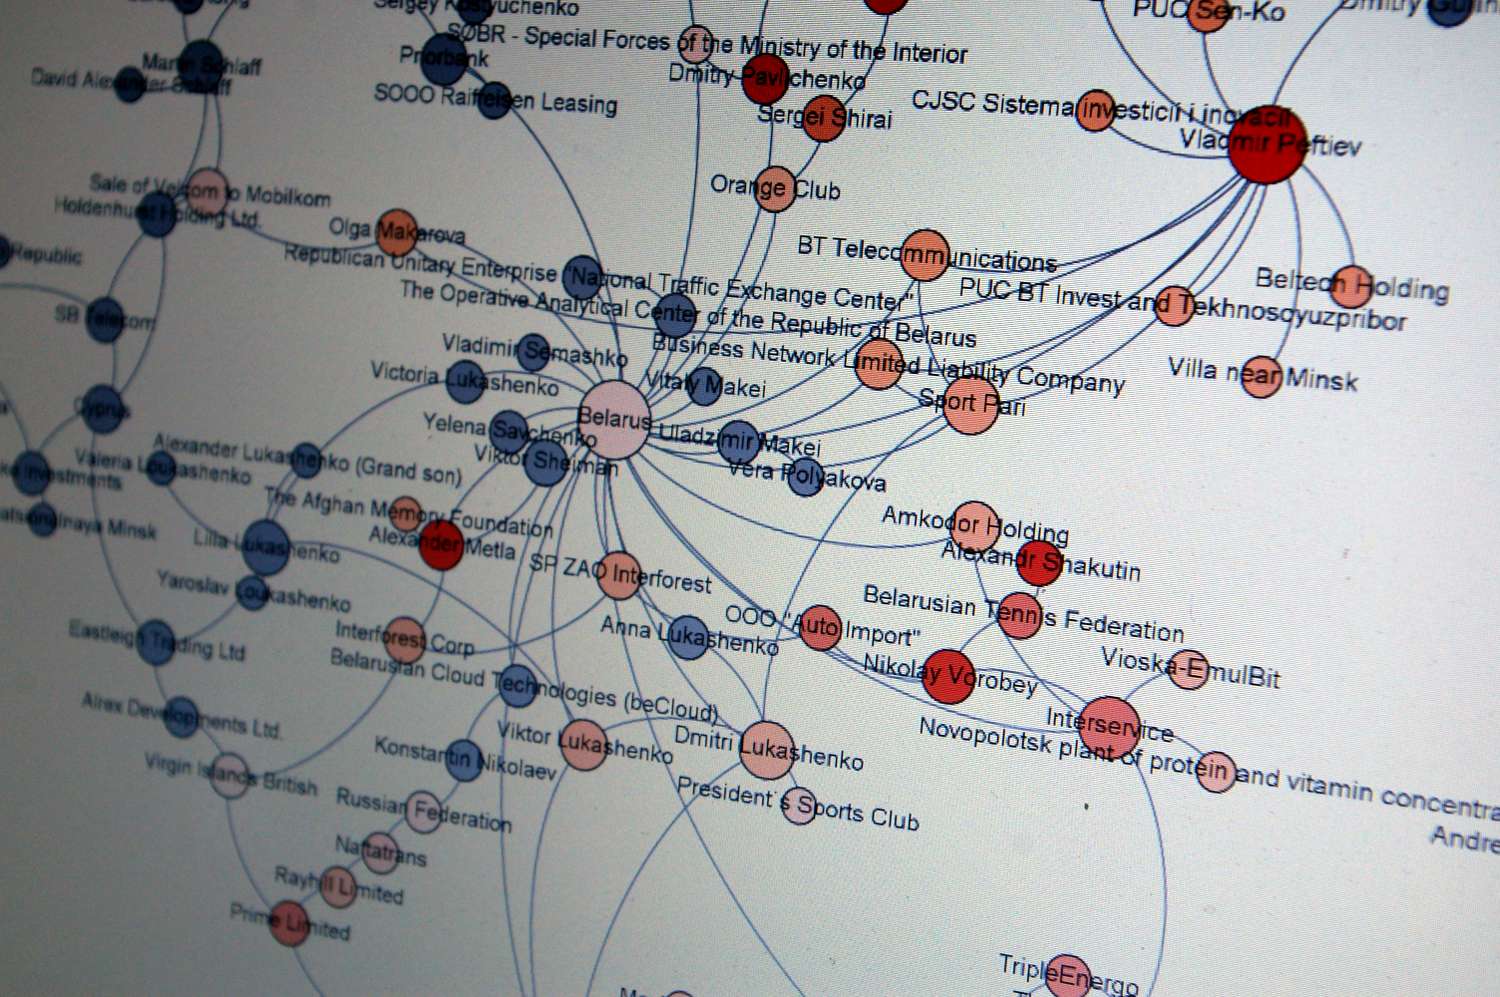 Sergey Kostyuchenko
PUC Sen-Ko
Dmitry
SOBR - Special Forces of the Ministry of the Interior
Martin Schlaff
Priorbank
Dmitry Pavlichenko
David Alexander Schlaff
SOOO Raiffeisen Leasing
Sergei Shirai
CJSC Sistema investicii i inovacii
Vladmir Peftiev
Sale of Velcom to Mobilkom
Orange Club
Holdenhurst Holding Ltd.
Olga Makarova
Republic
Republican Unitary Enterprise "National Traffic Exchange Center"
BT Telecommunications
PUC BT Invest and Tekhnosoyuzpribor
Beltech Holding
The Operative Analytical Center of the Republic of Belarus
SB Telecom
Vladimir Semashko
Business Network Limited Liability Company
Villa near Minsk
Victoria Lukashenko
Vitaly Makei
Sport Pari
Cyprus
Belarus
Yelena Savchenko
Uladzimir Makei
Alexander Lukashenko (Grand son)
Viktor Sheiman
Vera Polyakova
Valeria Loukashenko
Investments
The Afghan Memory Foundation
Amkodor Holding
Minsk
Lilia Lukashenko
Alexander Metla
Alexandr Shakutin
SP ZAO Interforest
Yaroslav Loukashenko
Belarusian Tennis Federation
OOO "Auto Import"
Eastleigh Trading Ltd
Interforest Corp
Anna Lukashenko
Nikolay Vorobey
Vioska-EmulBit
Belarusian Cloud Technologies (beCloud)
Interservice
Airex Developments Ltd.
Viktor Lukashenko
Dmitri Lukashenko
Novopolotsk plant of protein and vitamin concentra
Konstantin Nikolaev
Virgin Islands British
President`s Sports Club
Russian Federation
Andre
Naftatrans
Rayhill Limited
Prime Limited
TripleEnergo